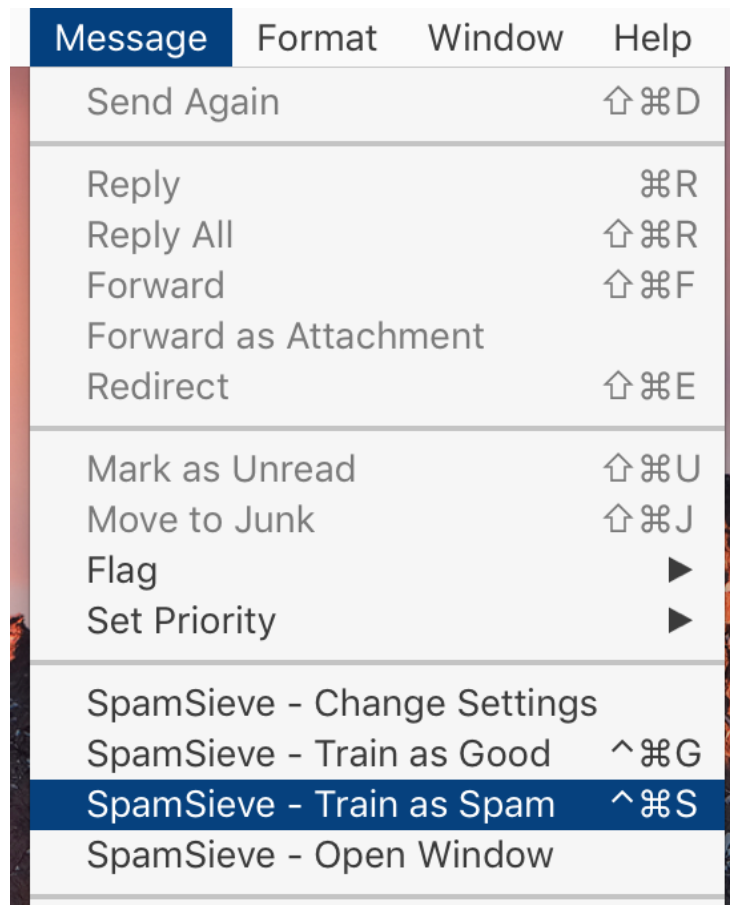 Message Format Window Help
Send Again ⇧⌘D
Reply ⌘R
Reply All ⇧⌘R
Forward ⇧⌘F
Forward as Attachment
Redirect ⇧⌘E
Mark as Unread ⇧⌘U
Move to Junk ⇧⌘J
Flag ▶
Set Priority ▶
SpamSieve - Change Settings
SpamSieve - Train as Good ^⌘G
SpamSieve - Train as Spam ^⌘S
SpamSieve - Open Window